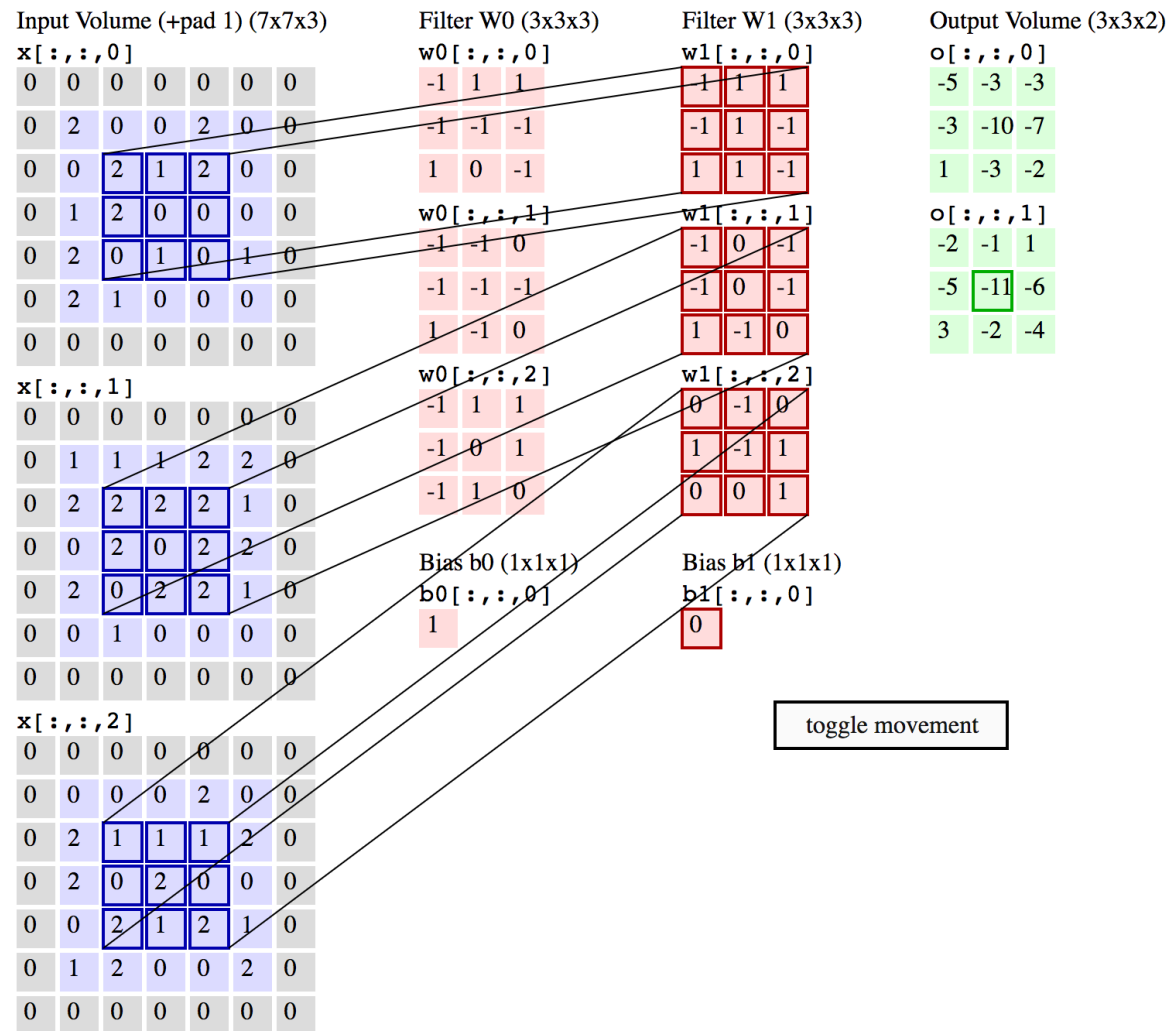 Input Volume (+pad 1) (7x7x3)
x[:,:,0]
0 0 0 0 0 0 0
0 2 0 0 2 0 0
0 0 2 1 2 0 0
0 1 2 0 0 0 0
0 2 0 1 0 1 0
0 2 1 0 0 0 0
0 0 0 0 0 0 0
x[:,:,1]
0 0 0 0 0 0 0
0 1 1 1 2 2 0
0 2 2 2 2 1 0
0 0 2 0 2 2 0
0 2 0 2 2 1 0
0 0 1 0 0 0 0
0 0 0 0 0 0 0
x[:,:,2]
0 0 0 0 0 0 0
0 0 0 0 2 0 0
0 2 1 1 1 2 0
0 2 0 2 0 0 0
0 0 2 1 2 1 0
0 1 2 0 0 2 0
0 0 0 0 0 0 0
Filter W0 (3x3x3)
w0[:,:,0]
-1 1 1
-1 -1 -1
1 0 -1
w0[:,:,1]
-1 -1 0
-1 -1 -1
1 -1 0
w0[:,:,2]
-1 1 1
-1 0 1
-1 1 0
Bias b0 (1x1x1)
b0[:,:,0]
1
Filter W1 (3x3x3)
w1[:,:,0]
-1 1 1
-1 1 -1
1 1 -1
w1[:,:,1]
-1 0 -1
-1 0 -1
1 -1 0
w1[:,:,2]
0 -1 0
1 -1 1
0 0 1
Bias b1 (1x1x1)
b1[:,:,0]
0
Output Volume (3x3x2)
o[:,:,0]
-5 -3 -3
-3 -10 -7
1 -3 -2
o[:,:,1]
-2 -1 1
-5 -11 -6
3 -2 -4
toggle movement